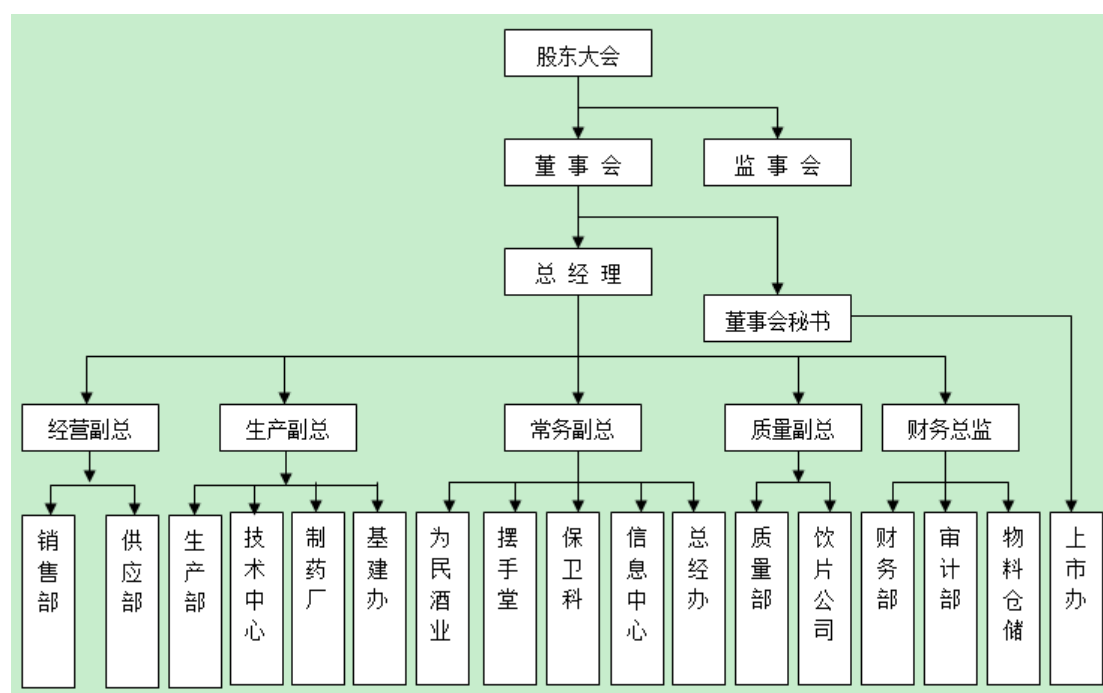 股东大会
董事会
监事会
总经理
董事会秘书
经营副总
生产副总
常务副总
质量副总
财务总监
销售部
供应部
生产部
技术中心
制药厂
基建办
为民酒业
摆手堂
保卫科
信息中心
总经办
质量部
饮片公司
财务部
审计部
物料仓储
上市办